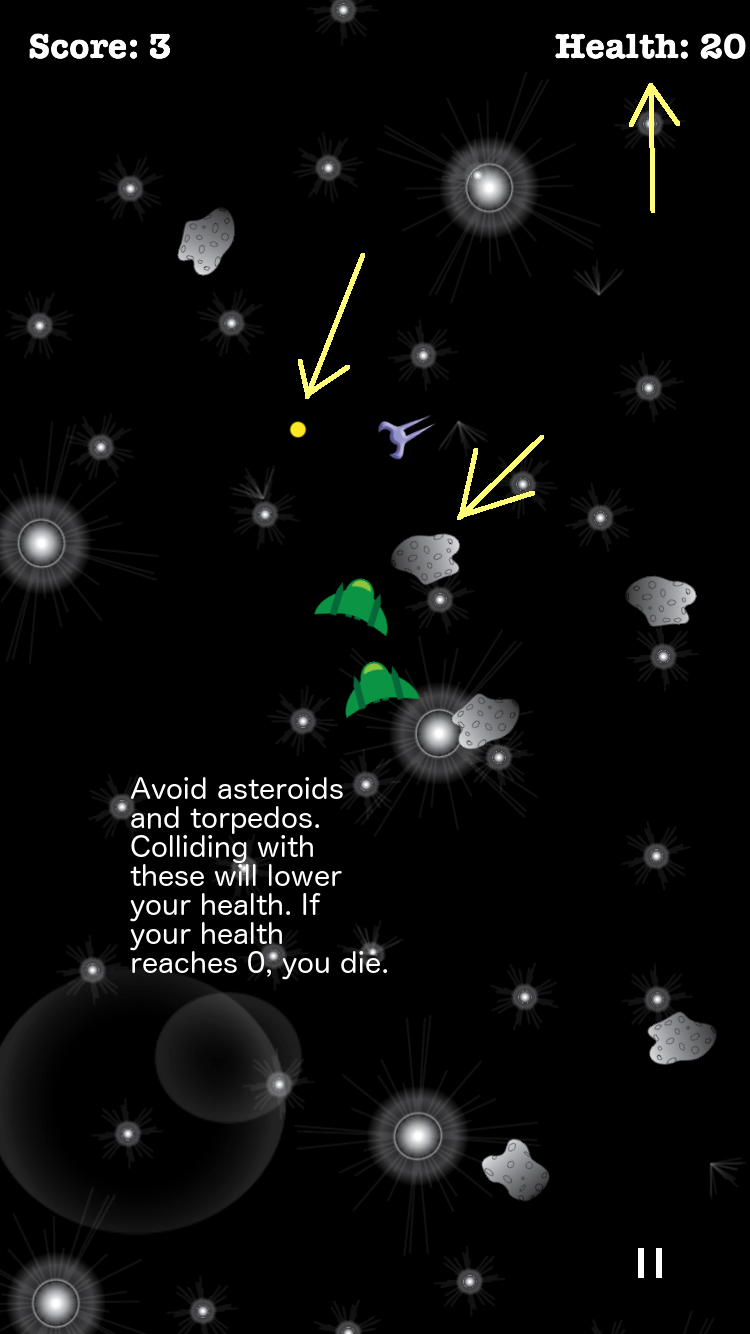 Score: 3
Health: 20
Avoid asteroids
and torpedos.
Colliding with
these will lower
your health. If
your health
reaches 0, you die.